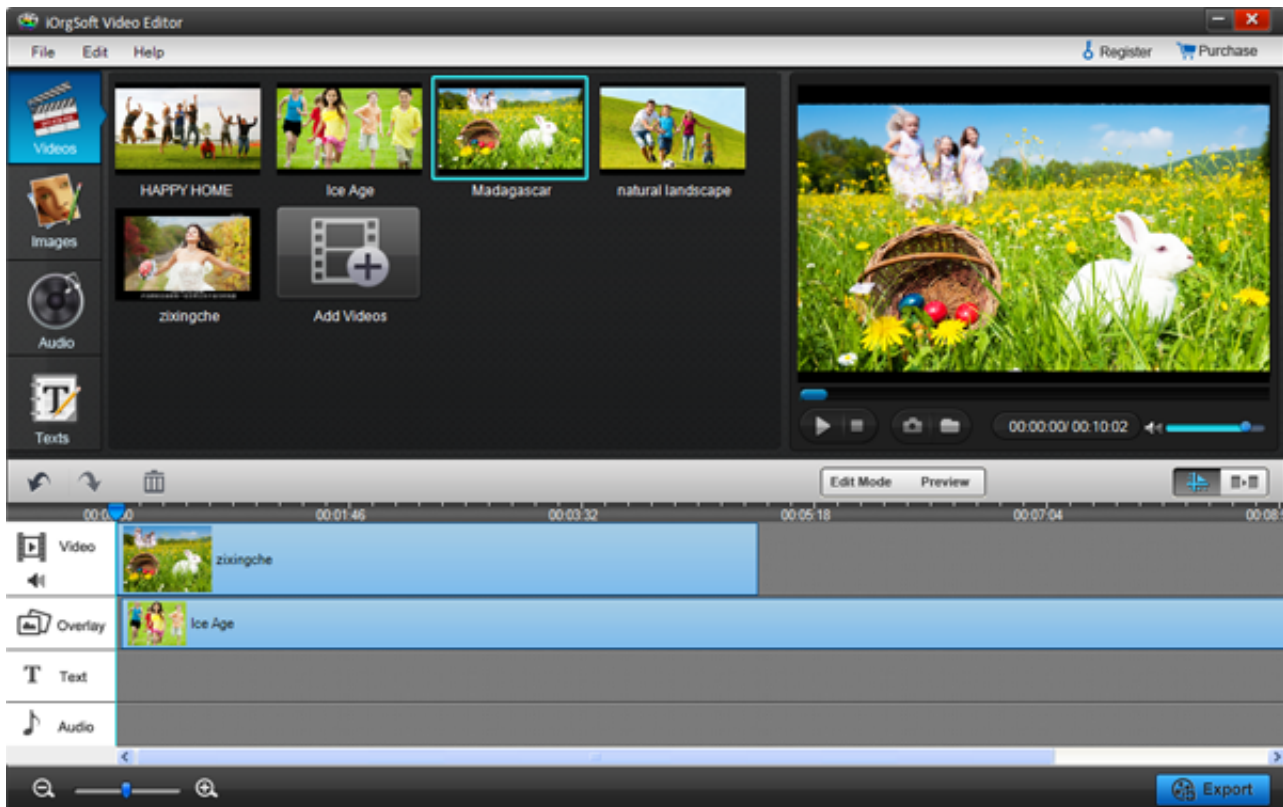 iOrgSoft Video Editor
File Edit Help Register Purchase
Videos
Images
Audio
Texts
HAPPY HOME Ice Age Madagascar natural landscape
zixingche Add Videos
00:00:00/ 00:10:02
Edit Mode Preview
00:01:46 00:03:32 00:05:18 00:07:04
Video zixingche
Overlay Ice Age
T Text
Audio
Export